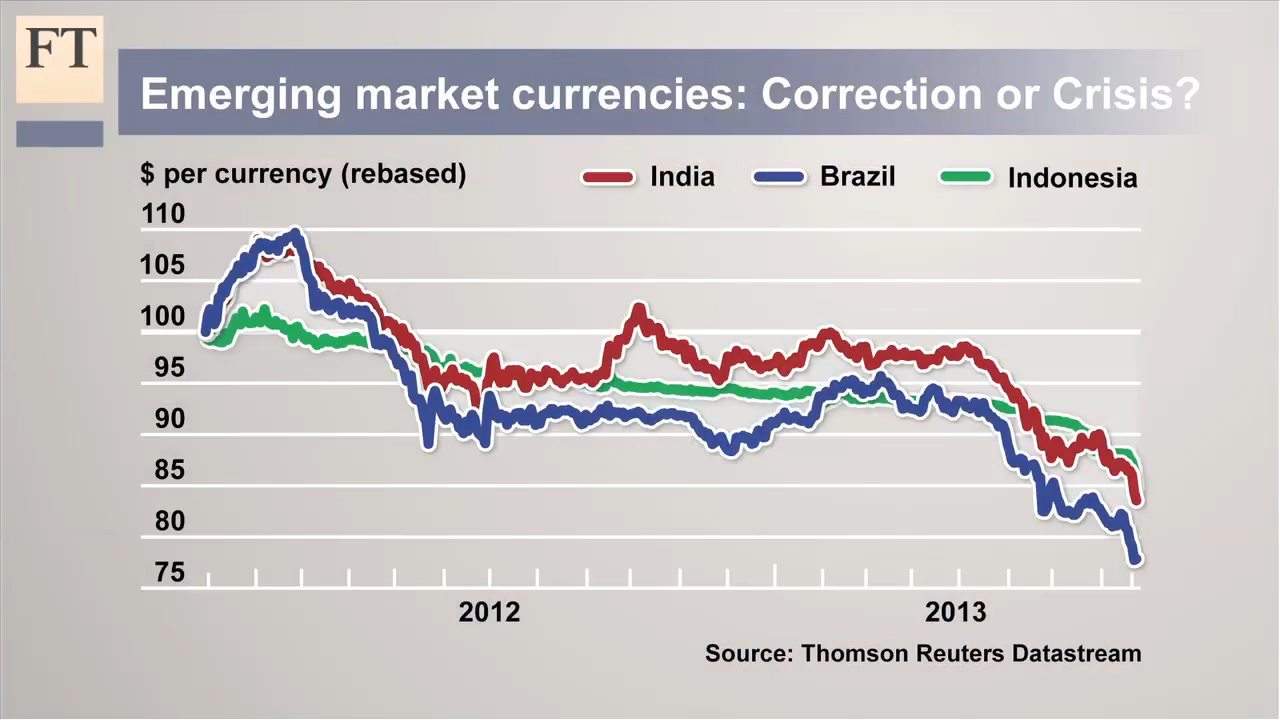 FT
Emerging market currencies: Correction or Crisis?
$ per currency (rebased)
India
Brazil
Indonesia
110
105
100
95
90
85
80
75
2012
2013
Source: Thomson Reuters Datastream